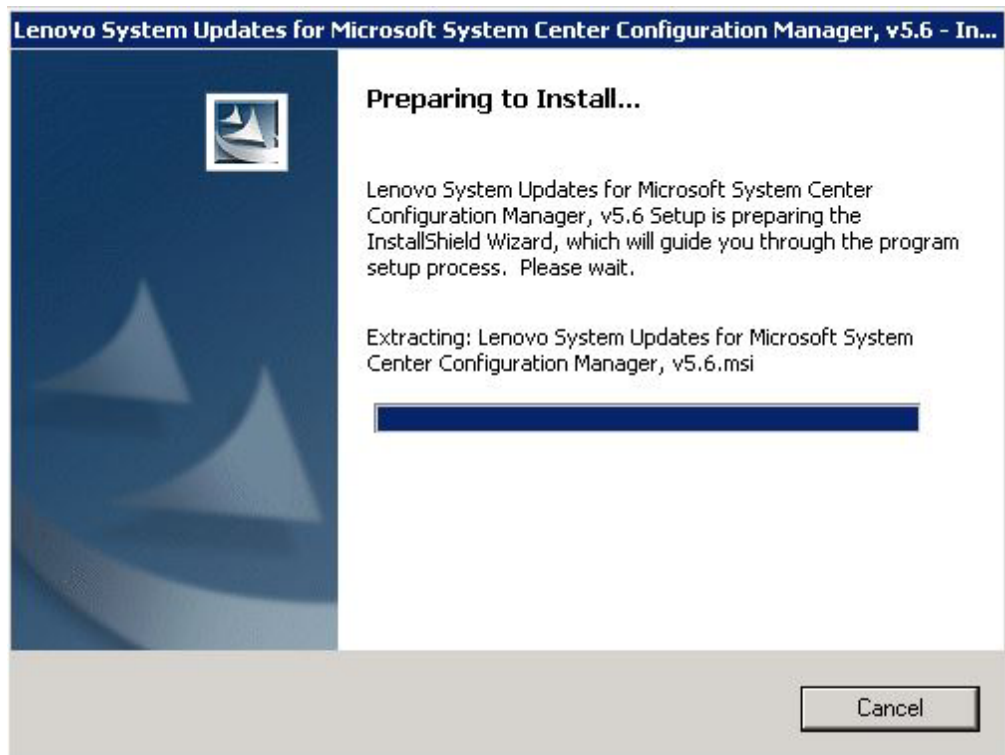 Lenovo System Updates for Microsoft System Center Configuration Manager, v5.6 - In...
Preparing to Install...
Lenovo System Updates for Microsoft System Center
Configuration Manager, v5.6 Setup is preparing the
InstallShield Wizard, which will guide you through the program
setup process.  Please wait.
Extracting: Lenovo System Updates for Microsoft System
Center Configuration Manager, v5.6.msi
Cancel